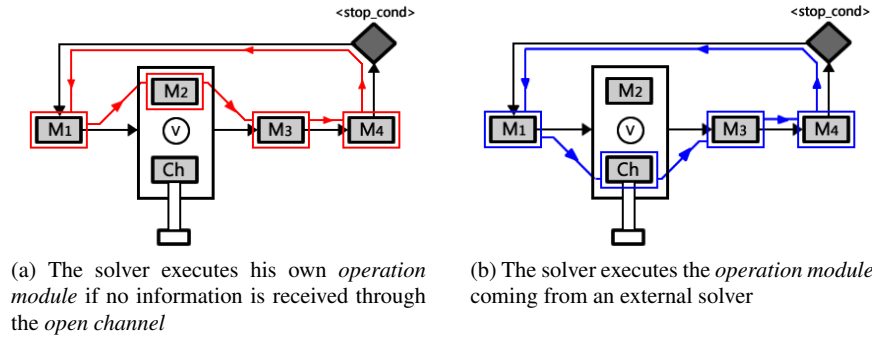 <stop_cond>
M1
M2
V
Ch
M3
M4
(a) The solver executes his own operation
module if no information is received through
the open channel
<stop_cond>
M1
M2
V
Ch
M3
M4
(b) The solver executes the operation module
coming from an external solver